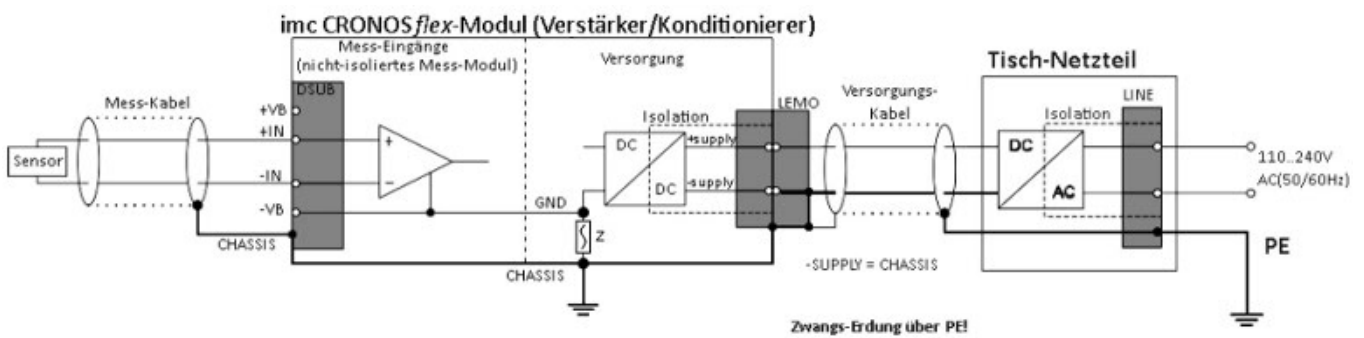 imc CRONOSflex-Modul (Verstärker/Konditionierer)
Mess-Eingänge
(nicht-isoliertes Mess-Modul)
Versorgung
Tisch-Netzteil
DSUB
LEMO
Versorgungs-
Kabel
LINE
Mess-Kabel
+VB
+IN
-IN
-VB
Sensor
+
−
Isolation
DC
DC
+supply
-supply
Isolation
DC
AC
110..240V
AC(50/60Hz)
GND
Z
CHASSIS
CHASSIS
-SUPPLY = CHASSIS
PE
Zwangs-Erdung über PE!